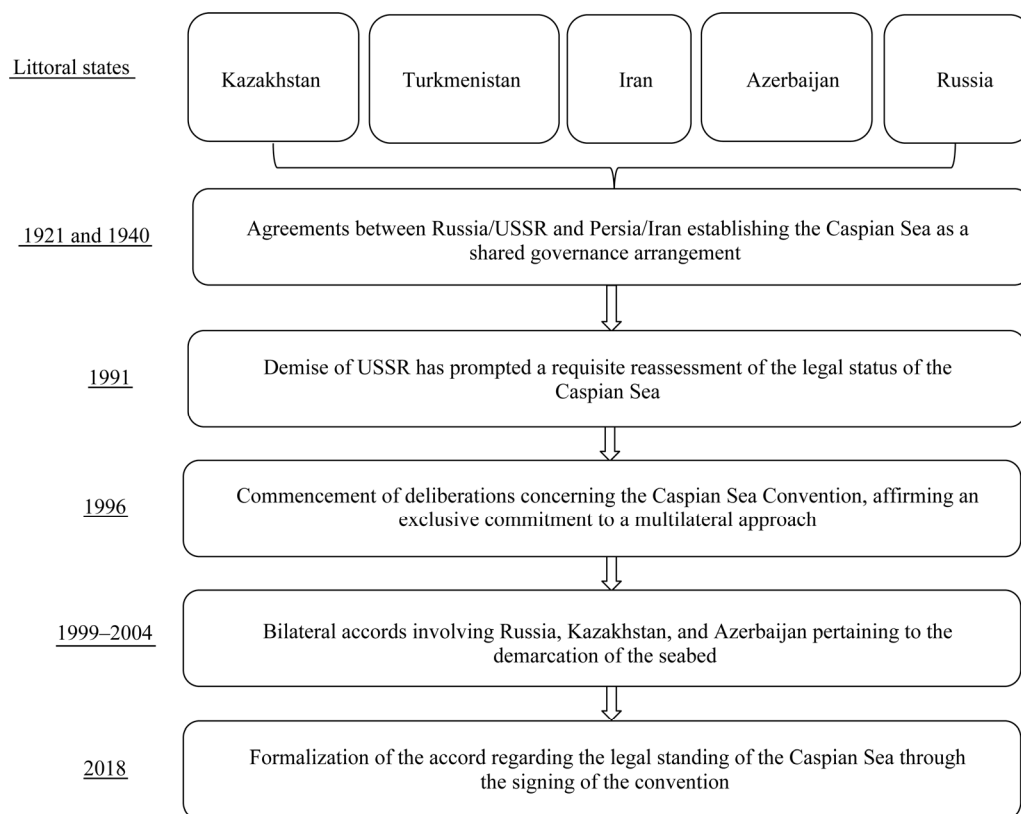 Littoral states
Kazakhstan
Turkmenistan
Iran
Azerbaijan
Russia
1921 and 1940
Agreements between Russia/USSR and Persia/Iran establishing the Caspian Sea as a
shared governance arrangement
1991
Demise of USSR has prompted a requisite reassessment of the legal status of the
Caspian Sea
1996
Commencement of deliberations concerning the Caspian Sea Convention, affirming an
exclusive commitment to a multilateral approach
1999–2004
Bilateral accords involving Russia, Kazakhstan, and Azerbaijan pertaining to the
demarcation of the seabed
2018
Formalization of the accord regarding the legal standing of the Caspian Sea through
the signing of the convention